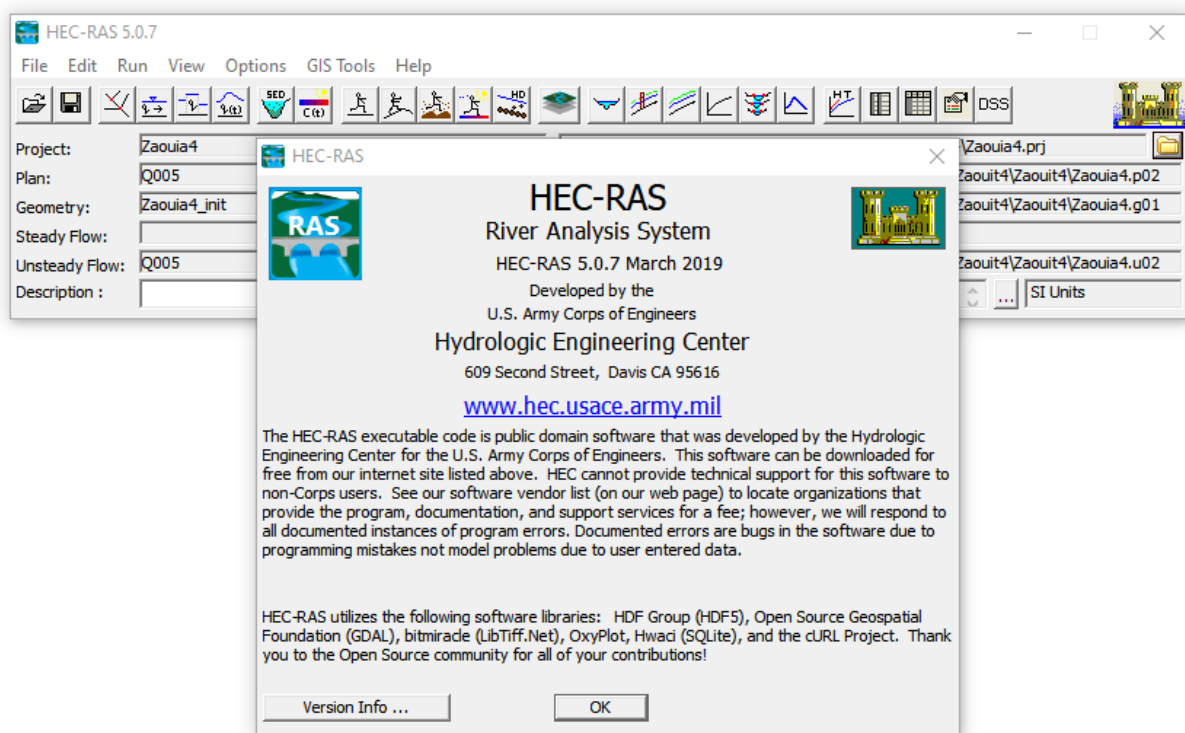 HEC-RAS 5.0.7
File Edit Run View Options GIS Tools Help
SED C(t) HD HT DSS
Project: Zaouia4 \Zaouia4.prj
Plan: Q005 Zaouit4\Zaouit4\Zaouia4.p02
Geometry: Zaouia4_init Zaouit4\Zaouit4\Zaouia4.g01
Steady Flow:
Unsteady Flow: Q005 Zaouit4\Zaouit4\Zaouia4.u02
Description : ... SI Units
HEC-RAS
RAS
HEC-RAS
River Analysis System
HEC-RAS 5.0.7 March 2019
Developed by the
U.S. Army Corps of Engineers
Hydrologic Engineering Center
609 Second Street, Davis CA 95616
www.hec.usace.army.mil
The HEC-RAS executable code is public domain software that was developed by the Hydrologic
Engineering Center for the U.S. Army Corps of Engineers. This software can be downloaded for
free from our internet site listed above. HEC cannot provide technical support for this software to
non-Corps users. See our software vendor list (on our web page) to locate organizations that
provide the program, documentation, and support services for a fee; however, we will respond to
all documented instances of program errors. Documented errors are bugs in the software due to
programming mistakes not model problems due to user entered data.
HEC-RAS utilizes the following software libraries: HDF Group (HDF5), Open Source Geospatial
Foundation (GDAL), bitmiracle (LibTiff.Net), OxyPlot, Hwaci (SQLite), and the cURL Project. Thank
you to the Open Source community for all of your contributions!
Version Info ... OK